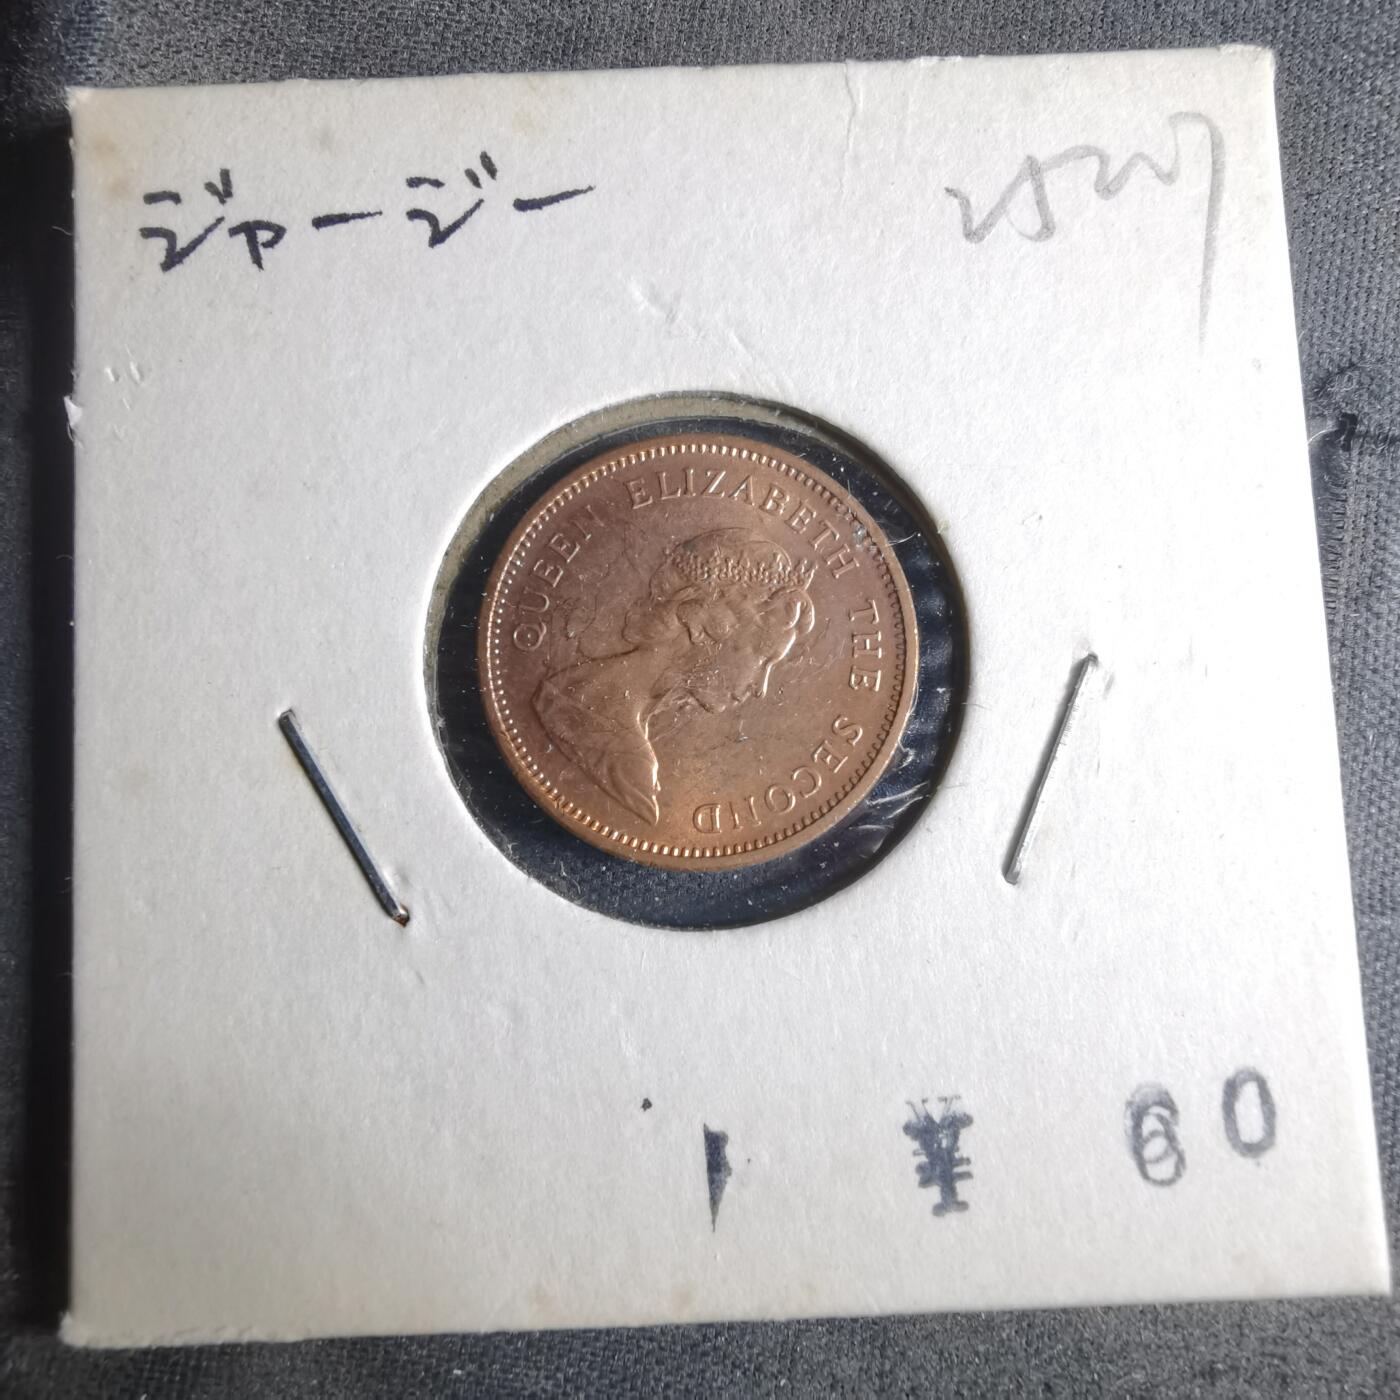 ジャージー
QUEEN ELIZABETH THE SECOND
¥ 60